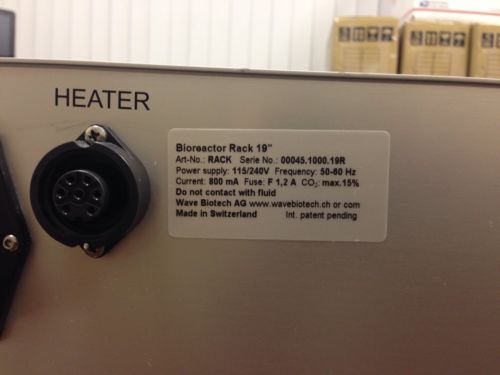 HEATER
Bioreactor Rack 19"
Art-No.: RACK Serie No.: 00045.1000.19R
Power supply: 115/240V Frequency: 50-60 Hz
Current: 800 mA Fuse: F 1,2 A CO₂: max.15%
Do not contact with fluid
Wave Biotech AG www.wavebiotech.ch or com
Made in Switzerland Int. patent pending